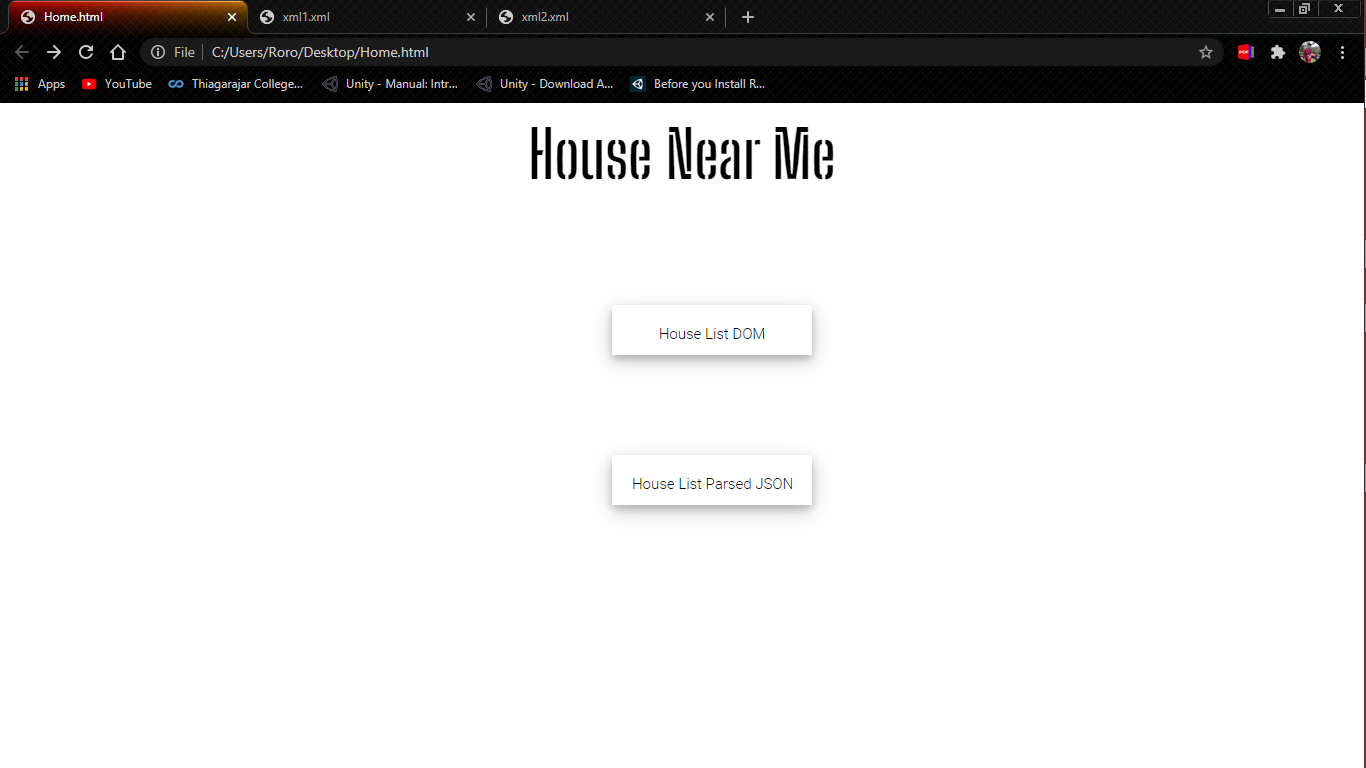 Home.html
xml1.xml
xml2.xml
File
C:/Users/Roro/Desktop/Home.html
PDF
Apps
YouTube
Thiagarajar College...
Unity - Manual: Intr...
Unity - Download A...
Before you Install R...
House Near Me
House List DOM
House List Parsed JSON